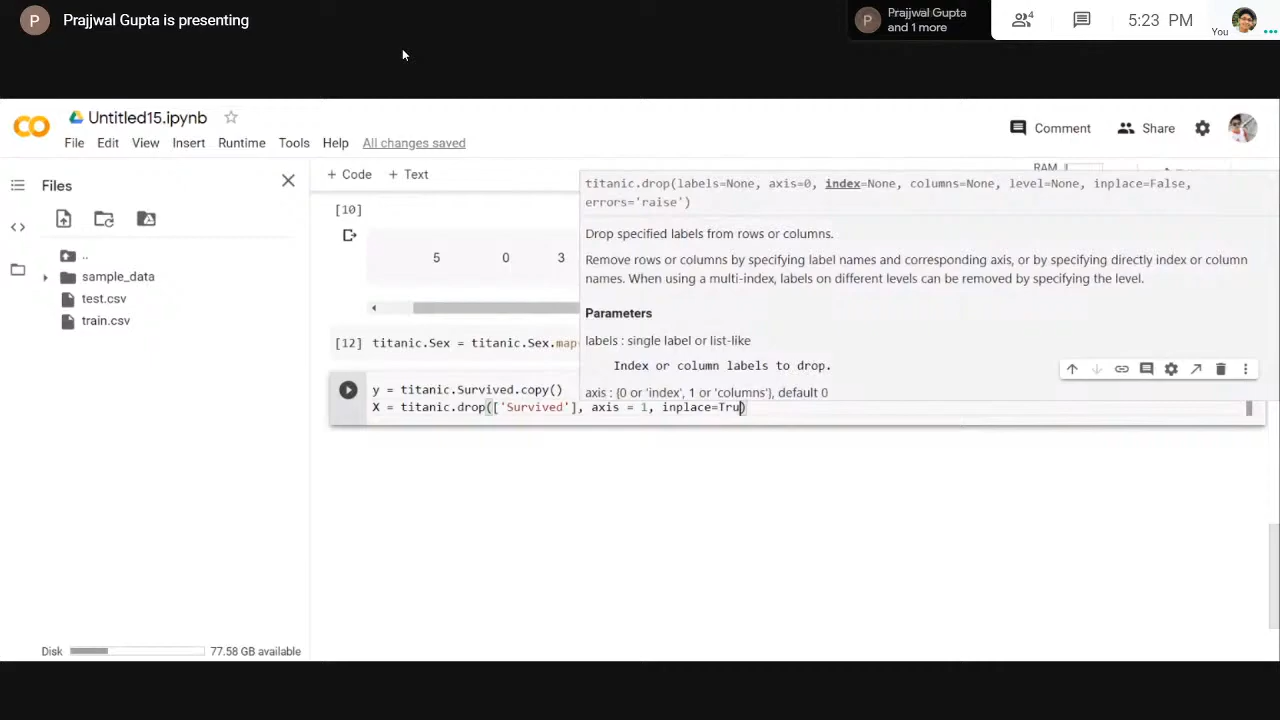 P Prajjwal Gupta is presenting
P Prajjwal Gupta
and 1 more
4
5:23 PM
You
Untitled15.ipynb
File Edit View Insert Runtime Tools Help All changes saved
Comment Share
Files
..
sample_data
test.csv
train.csv
Disk 77.58 GB available
+ Code + Text
RAM
[10]
5 0 3
[12] titanic.Sex = titanic.Sex.map
y = titanic.Survived.copy()
X = titanic.drop(['Survived'], axis = 1, inplace=Tru)
titanic.drop(labels=None, axis=0, index=None, columns=None, level=None, inplace=False,
errors='raise')
Drop specified labels from rows or columns.
Remove rows or columns by specifying label names and corresponding axis, or by specifying directly index or column
names. When using a multi-index, labels on different levels can be removed by specifying the level.
Parameters
labels : single label or list-like
Index or column labels to drop.
axis : {0 or 'index', 1 or 'columns'}, default 0